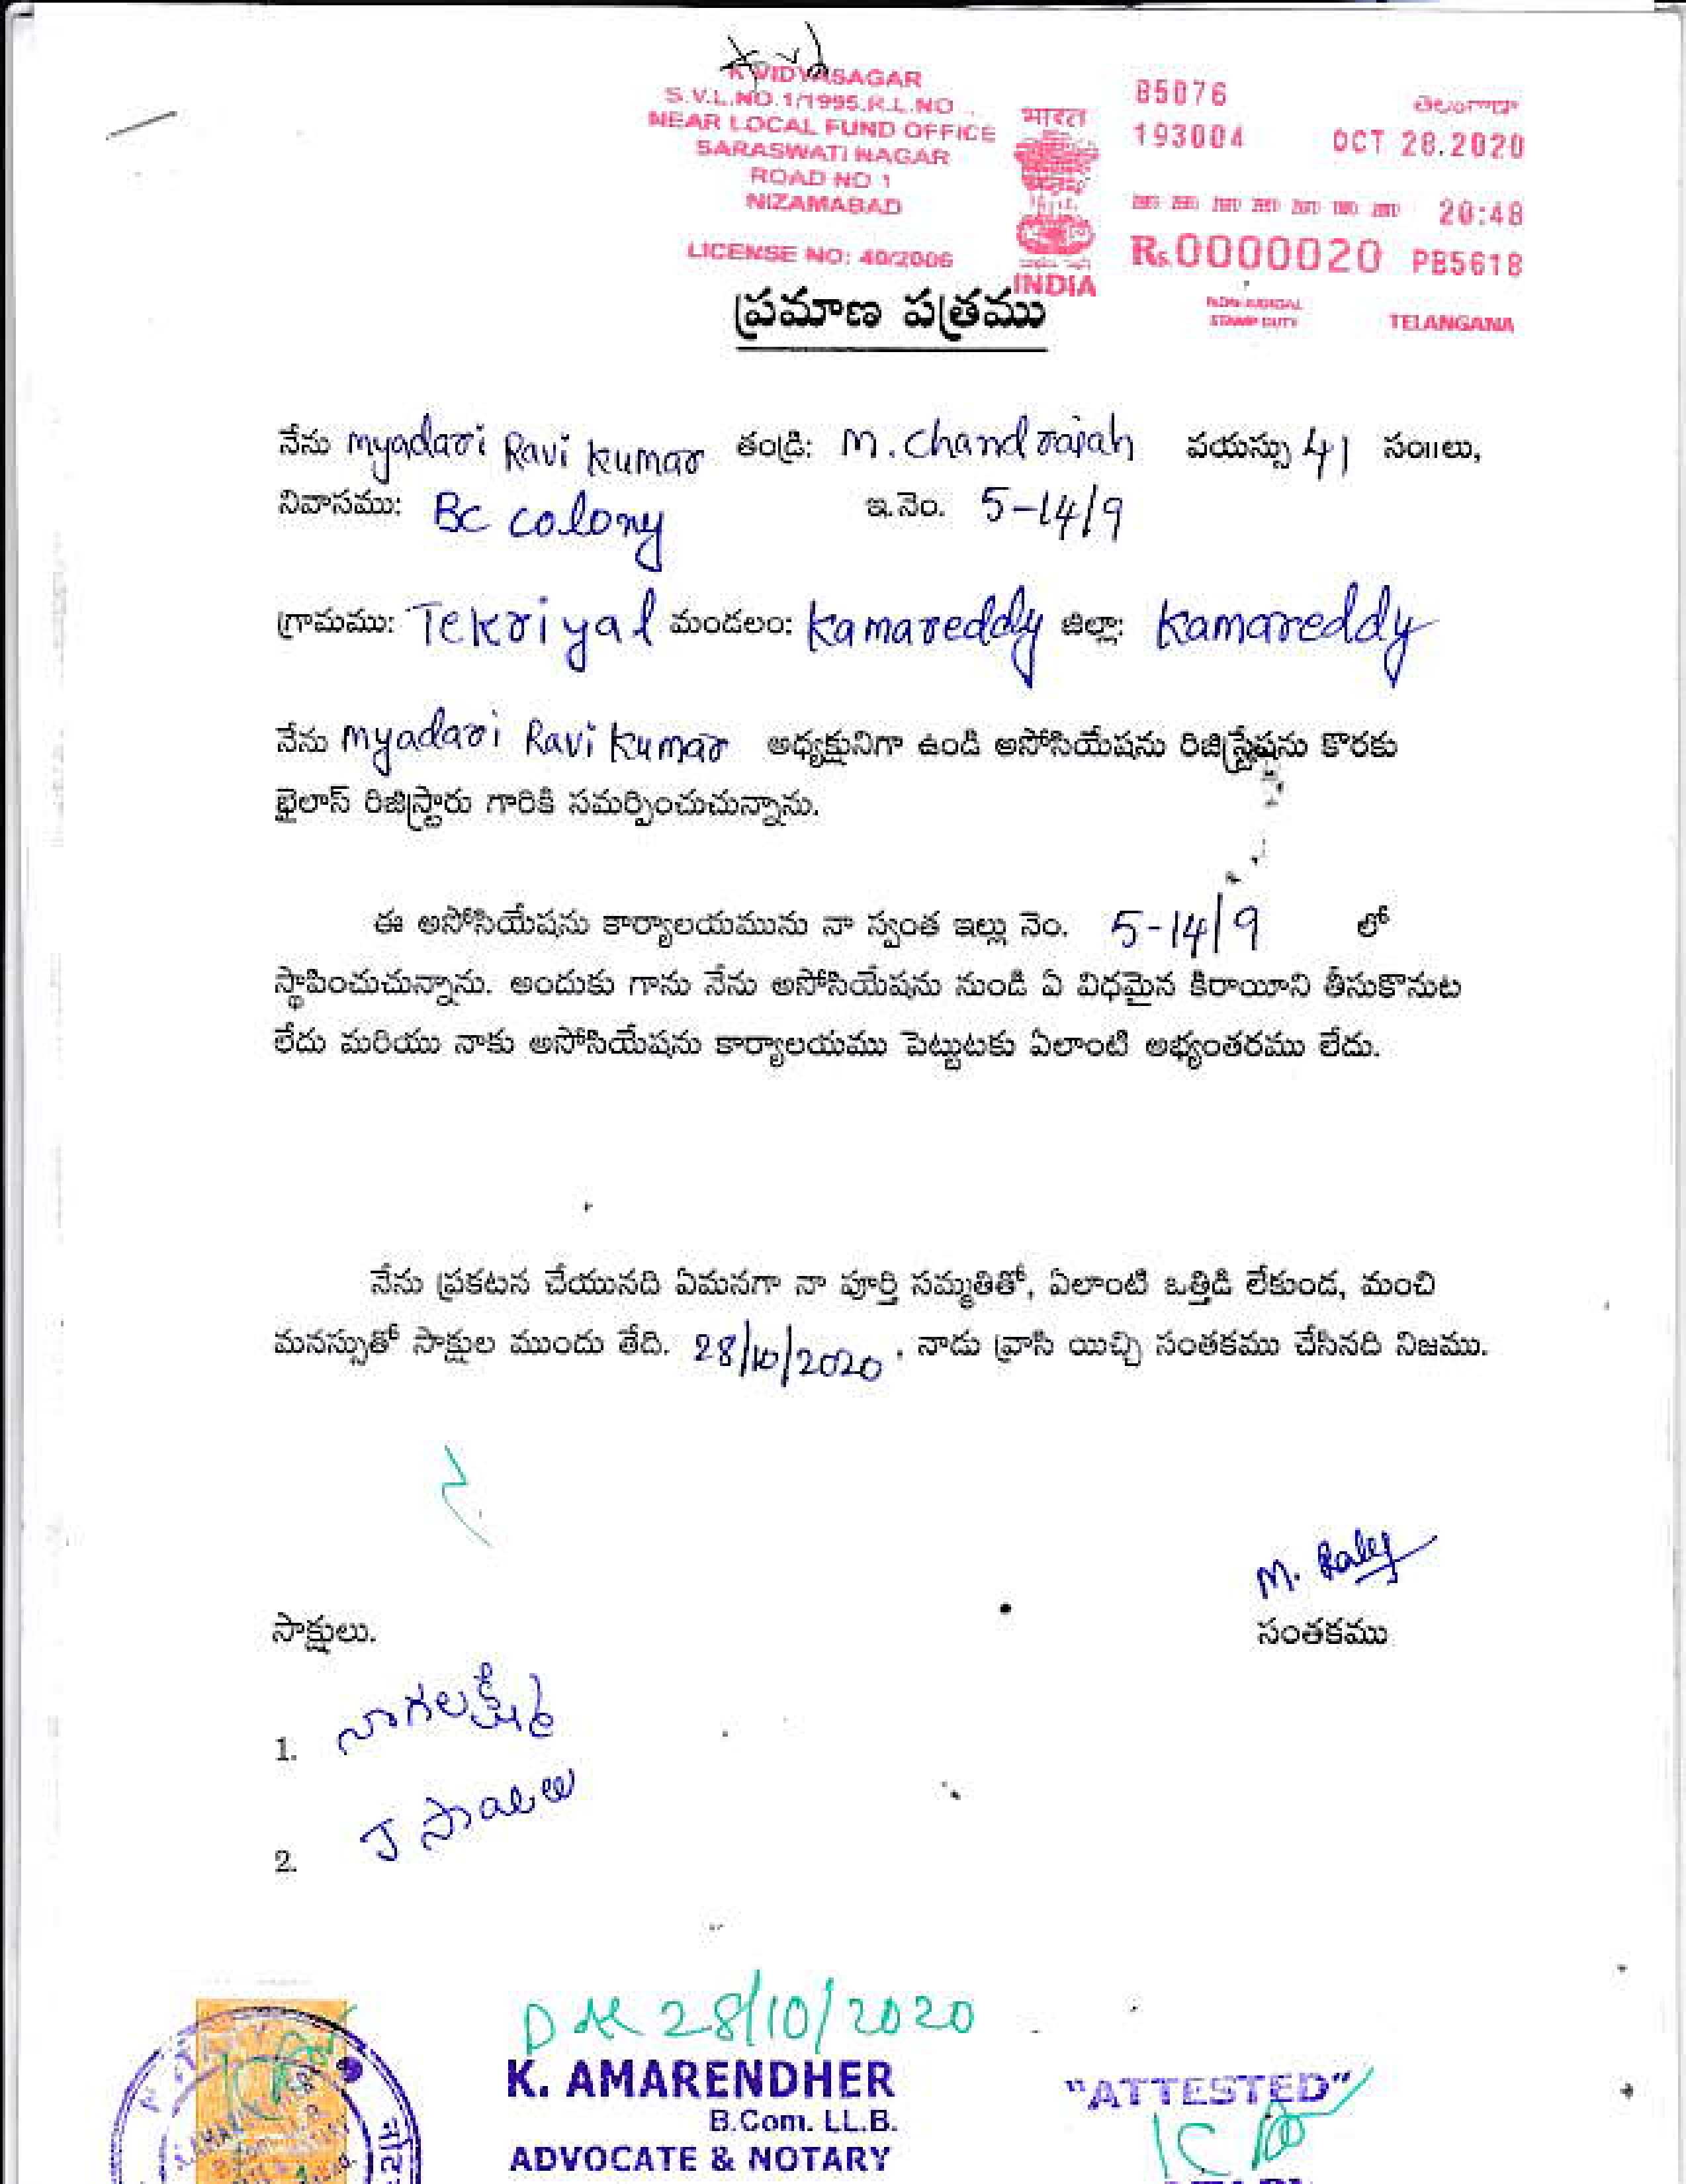 K VIDYASAGAR
S.V.L.NO.1/1995.R.L.NO
NEAR LOCAL FUND OFFICE
SARASWATI NAGAR
ROAD NO 1
NIZAMABAD
LICENSE NO: 40/2006
भारत
INDIA
85076
తెలంగాణా
193004 OCT 28.2020
20:48
Rs.0000020 PB5618
NON JUDICIAL
STAMP DUTY
TELANGANA
ప్రమాణ పత్రము
నేను Myadari Ravi Kumar తండ్రి: M. Chandraiah వయస్సు 41 సం॥లు,
నివాసము: BC colony ఇ.నెం. 5-14/9
గ్రామము: Tekriyal మండలం: Kamareddy జిల్లా: Kamareddy
నేను Myadari Ravi Kumar అధ్యక్షునిగా ఉండి అసోసియేషను రిజిస్ట్రేషను కొరకు
బైలాస్ రిజిస్ట్రారు గారికి సమర్పించుచున్నాను.
ఈ అసోసియేషను కార్యాలయమును నా స్వంత ఇల్లు నెం. 5-14/9 లో
స్థాపించుచున్నాను. అందుకు గాను నేను అసోసియేషను నుండి ఏ విధమైన కిరాయిని తీసుకొనుట
లేదు మరియు నాకు అసోసియేషను కార్యాలయము పెట్టుటకు ఏలాంటి అభ్యంతరము లేదు.
నేను ప్రకటన చేయునది ఏమనగా నా పూర్తి సమ్మతితో, ఏలాంటి ఒత్తిడి లేకుండ, మంచి
మనస్సుతో సాక్షుల ముందు తేది. 28/10/2020, నాడు వ్రాసి యిచ్చి సంతకము చేసినది నిజము.
M.
సాక్షులు.
సంతకము
1. నాగలక్ష్మి
2. J
28/10/2020
K. AMARENDHER
B.Com. LL.B.
ADVOCATE & NOTARY
"ATTESTED"